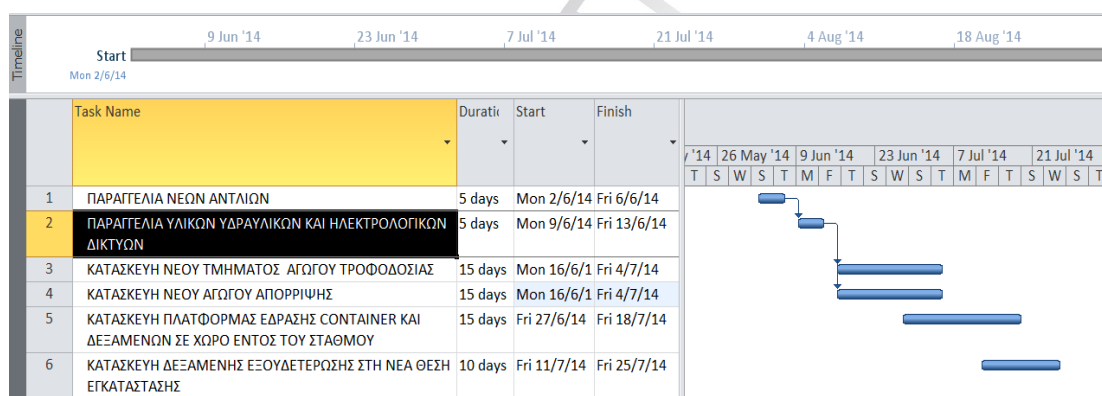 Timeline
9 Jun '14 23 Jun '14 7 Jul '14 21 Jul '14 4 Aug '14 18 Aug '14
Start
Mon 2/6/14
Task Name Duratic Start Finish
/ '14 26 May '14 9 Jun '14 23 Jun '14 7 Jul '14 21 Jul '14
T S W S T M F T S W S T M F T S W S T
1 ΠΑΡΑΓΓΕΛΙΑ ΝΕΩΝ ΑΝΤΛΙΩΝ 5 days Mon 2/6/14 Fri 6/6/14
2 ΠΑΡΑΓΓΕΛΙΑ ΥΛΙΚΩΝ ΥΔΡΑΥΛΙΚΩΝ ΚΑΙ ΗΛΕΚΤΡΟΛΟΓΙΚΩΝ 5 days Mon 9/6/14 Fri 13/6/14
ΔΙΚΤΥΩΝ
3 ΚΑΤΑΣΚΕΥΗ ΝΕΟΥ ΤΜΗΜΑΤΟΣ ΑΓΩΓΟΥ ΤΡΟΦΟΔΟΣΙΑΣ 15 days Mon 16/6/1 Fri 4/7/14
4 ΚΑΤΑΣΚΕΥΗ ΝΕΟΥ ΑΓΩΓΟΥ ΑΠΟΡΡΙΨΗΣ 15 days Mon 16/6/1 Fri 4/7/14
5 ΚΑΤΑΣΚΕΥΗ ΠΛΑΤΦΟΡΜΑΣ ΕΔΡΑΣΗΣ CONTAINER ΚΑΙ 15 days Fri 27/6/14 Fri 18/7/14
ΔΕΞΑΜΕΝΩΝ ΣΕ ΧΩΡΟ ΕΝΤΟΣ ΤΟΥ ΣΤΑΘΜΟΥ
6 ΚΑΤΑΣΚΕΥΗ ΔΕΞΑΜΕΝΗΣ ΕΞΟΥΔΕΤΕΡΩΣΗΣ ΣΤΗ ΝΕΑ ΘΕΣΗ 10 days Fri 11/7/14 Fri 25/7/14
ΕΓΚΑΤΑΣΤΑΣΗΣ